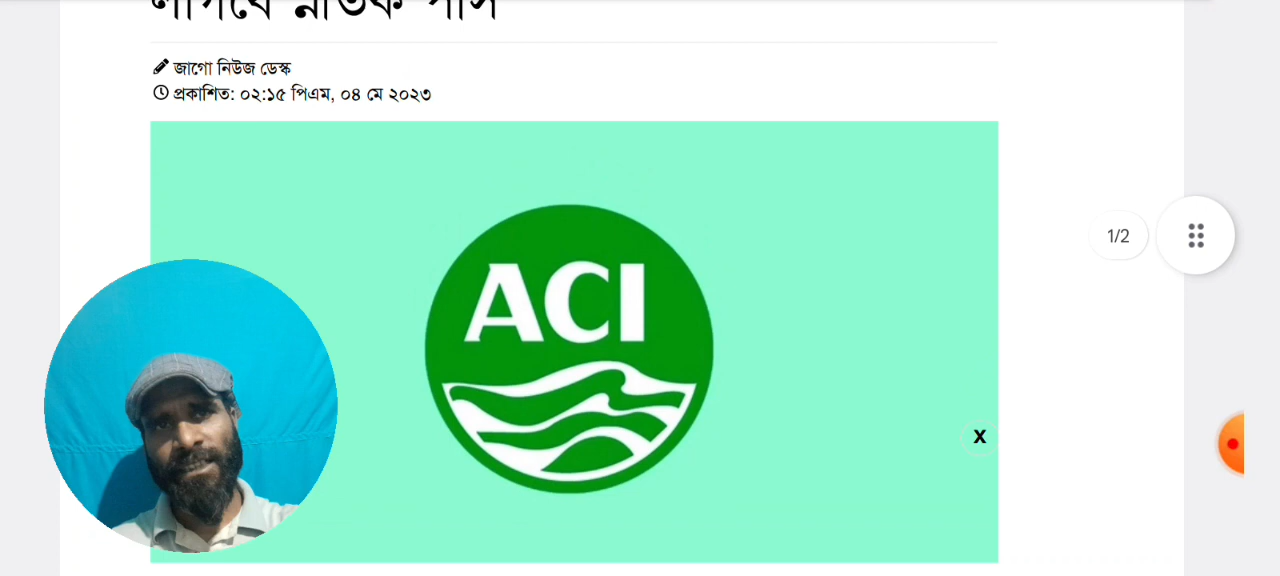 জাগো নিউজ ডেস্ক
প্রকাশিত: ০২:১৫ পিএম, ০৪ মে ২০২৩
ACI
1/2
X